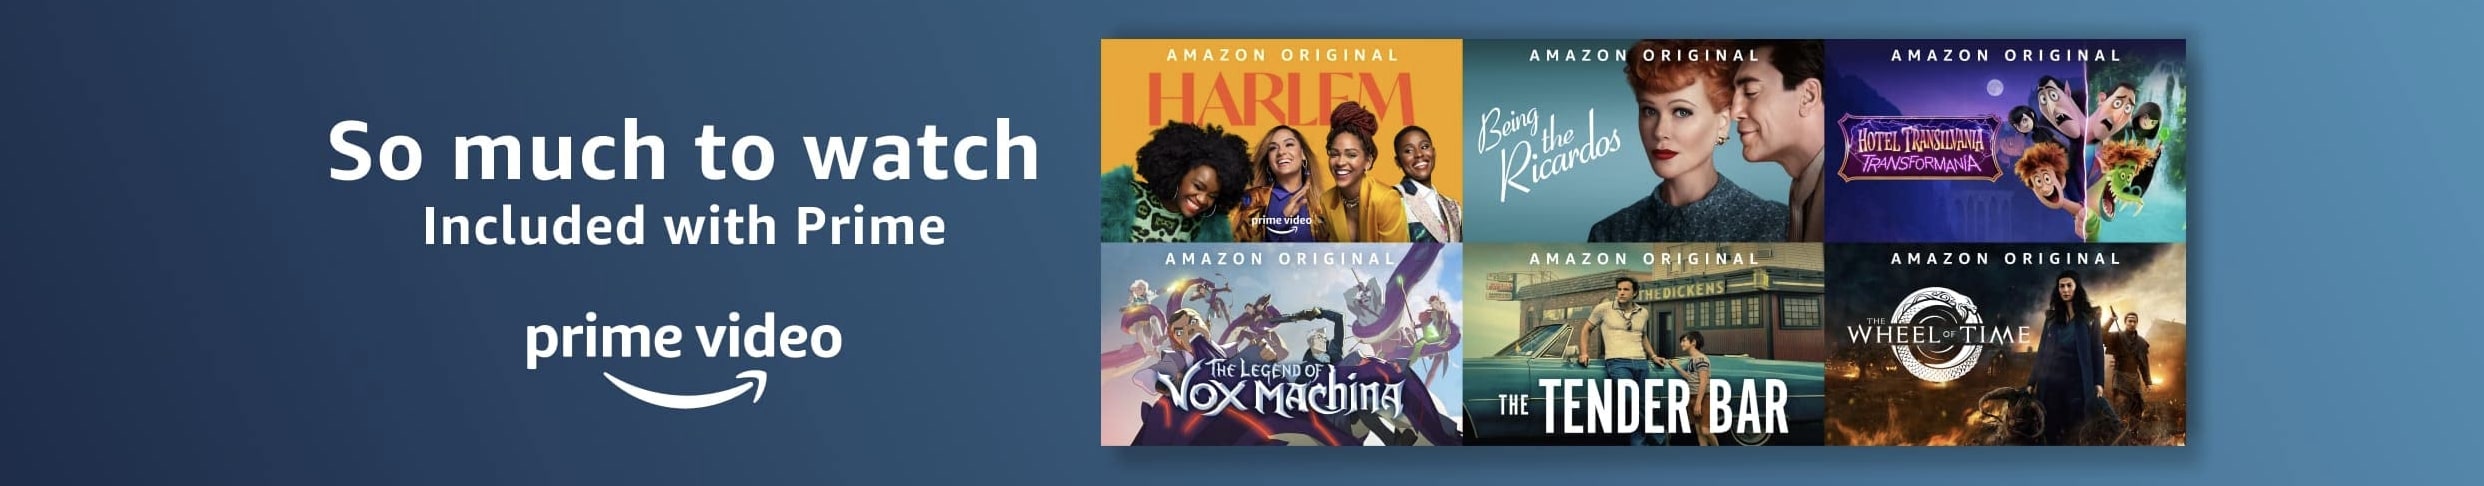 So much to watch
Included with Prime
prime video
AMAZON ORIGINAL
HARLEM
prime video
AMAZON ORIGINAL
Being
the
Ricardos
AMAZON ORIGINAL
HOTEL TRANSYLVANIA
TRANSFORMANIA
AMAZON ORIGINAL
THE LEGEND OF
VOX MACHINA
AMAZON ORIGINAL
THE DICKENS
THE TENDER BAR
AMAZON ORIGINAL
THE
WHEEL OF TIME